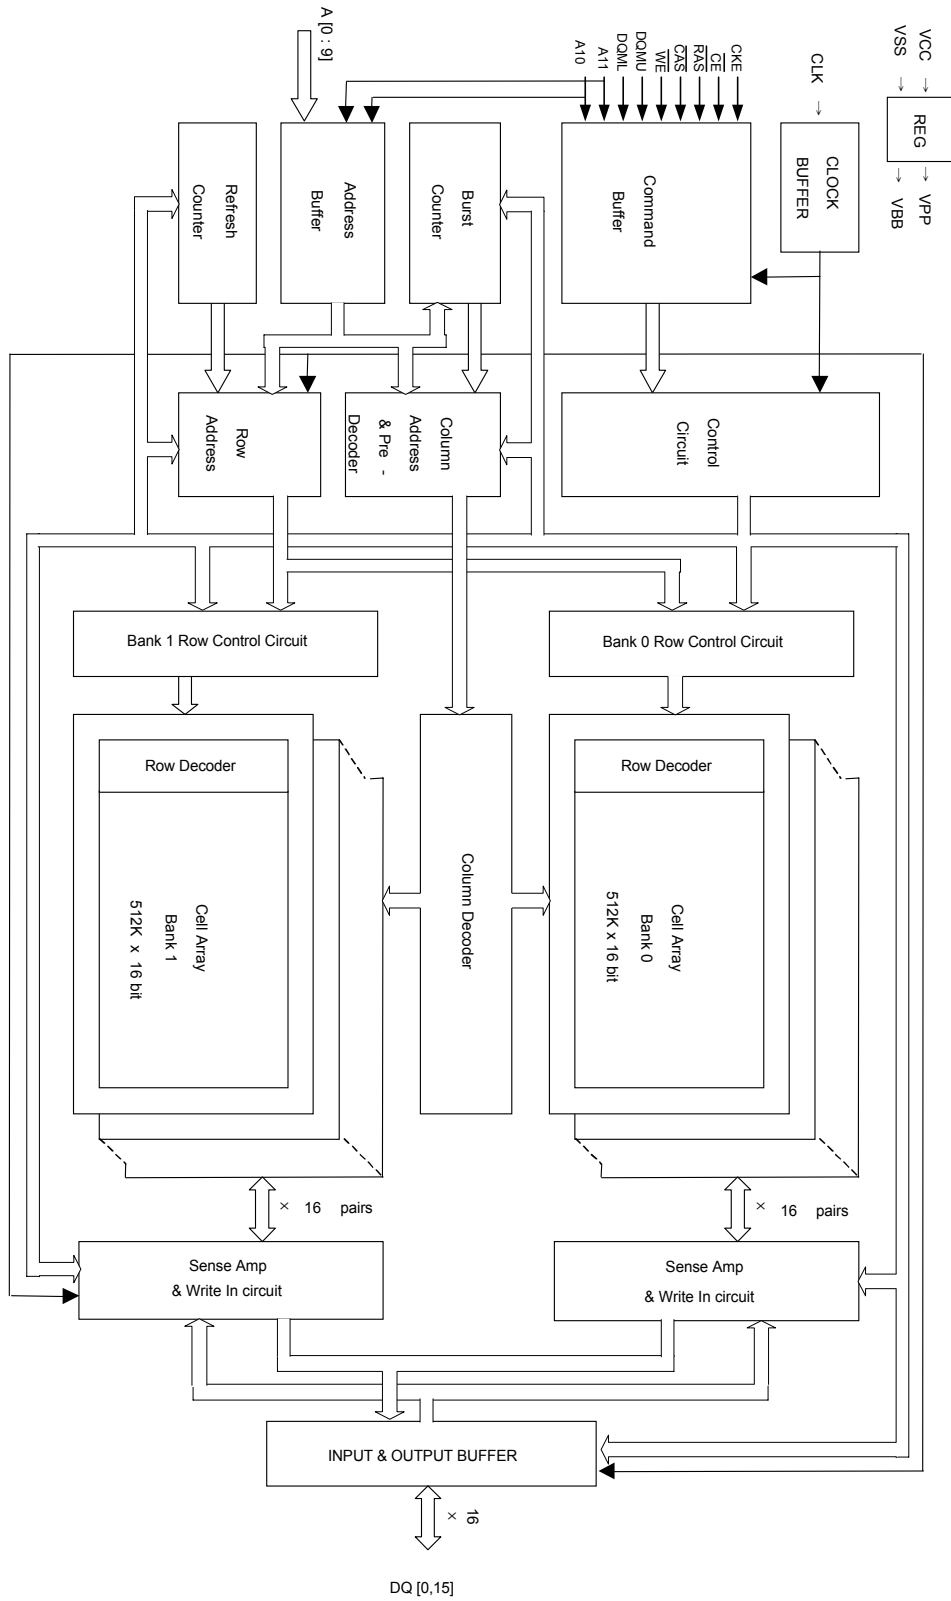 A [0 : 9]
A10
A11
DQML
DQMU
WE
CAS
RAS
CE
CKE
CLK
VSS
VCC
REG
VBB
VPP
CLOCK
BUFFER
Command
Buffer
Burst
Counter
Address
Buffer
Refresh
Counter
Row
Address
Column
Address
& Pre -
Decoder
Control
Circuit
Bank 1 Row Control Circuit
Bank 0 Row Control Circuit
Row Decoder
Cell Array
Bank 1
512K x 16 bit
Column Decoder
Row Decoder
Cell Array
Bank 0
512K x 16 bit
× 16 pairs
× 16 pairs
Sense Amp
& Write In circuit
Sense Amp
& Write In circuit
INPUT & OUTPUT BUFFER
× 16
DQ [0,15]